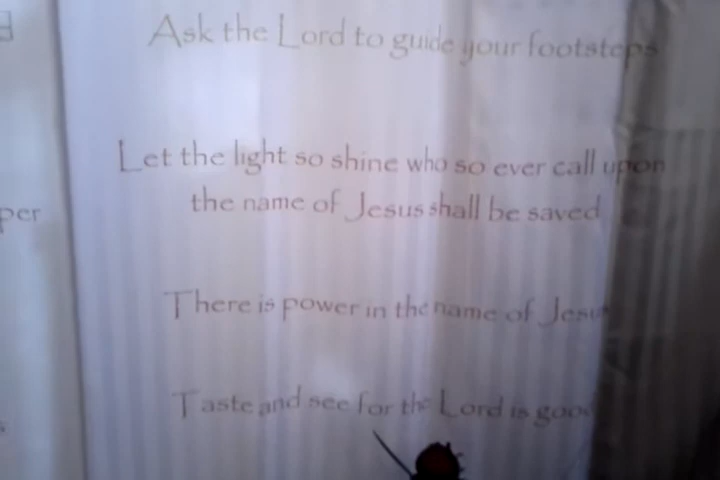 Ask the Lord to guide your footsteps
Let the light so shine who so ever call upon
the name of Jesus shall be saved
There is power in the name of Jesus
Taste and see for the Lord is good